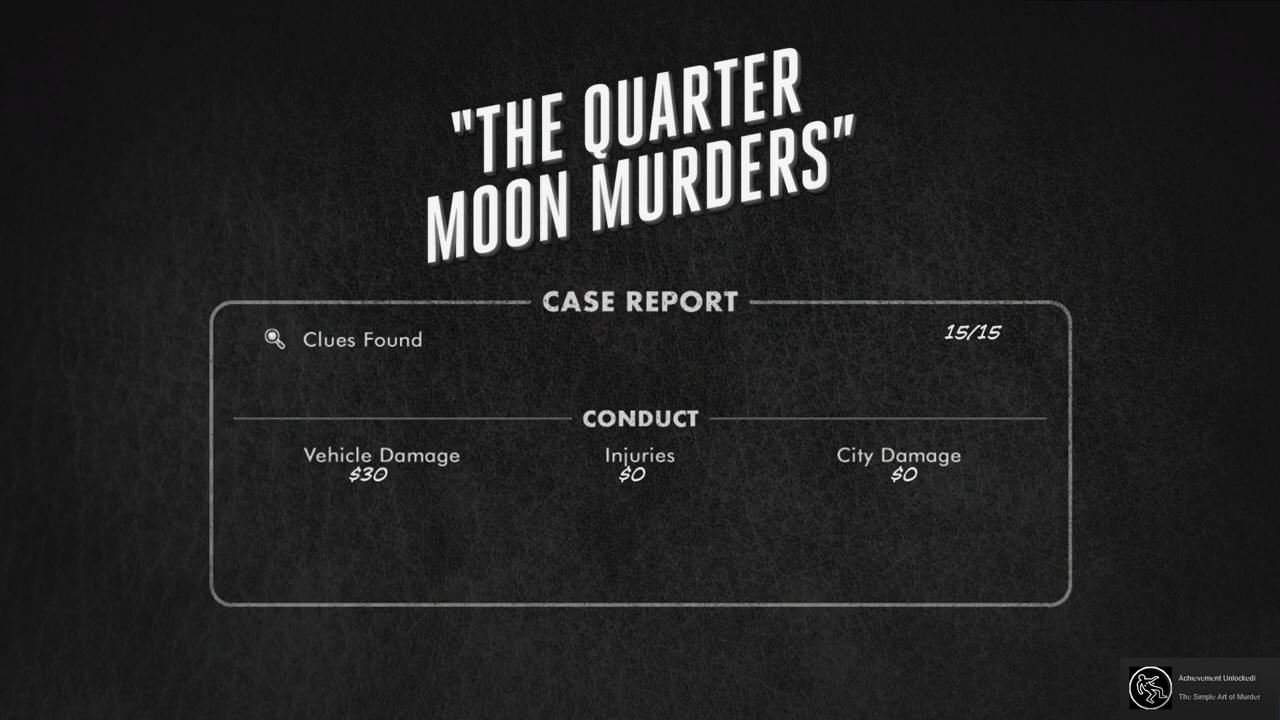 "THE QUARTER
MOON MURDERS"
CASE REPORT
Clues Found 15/15
CONDUCT
Vehicle Damage Injuries City Damage
$30 $0 $0
Achievement Unlocked!
The Simple Art of Murder